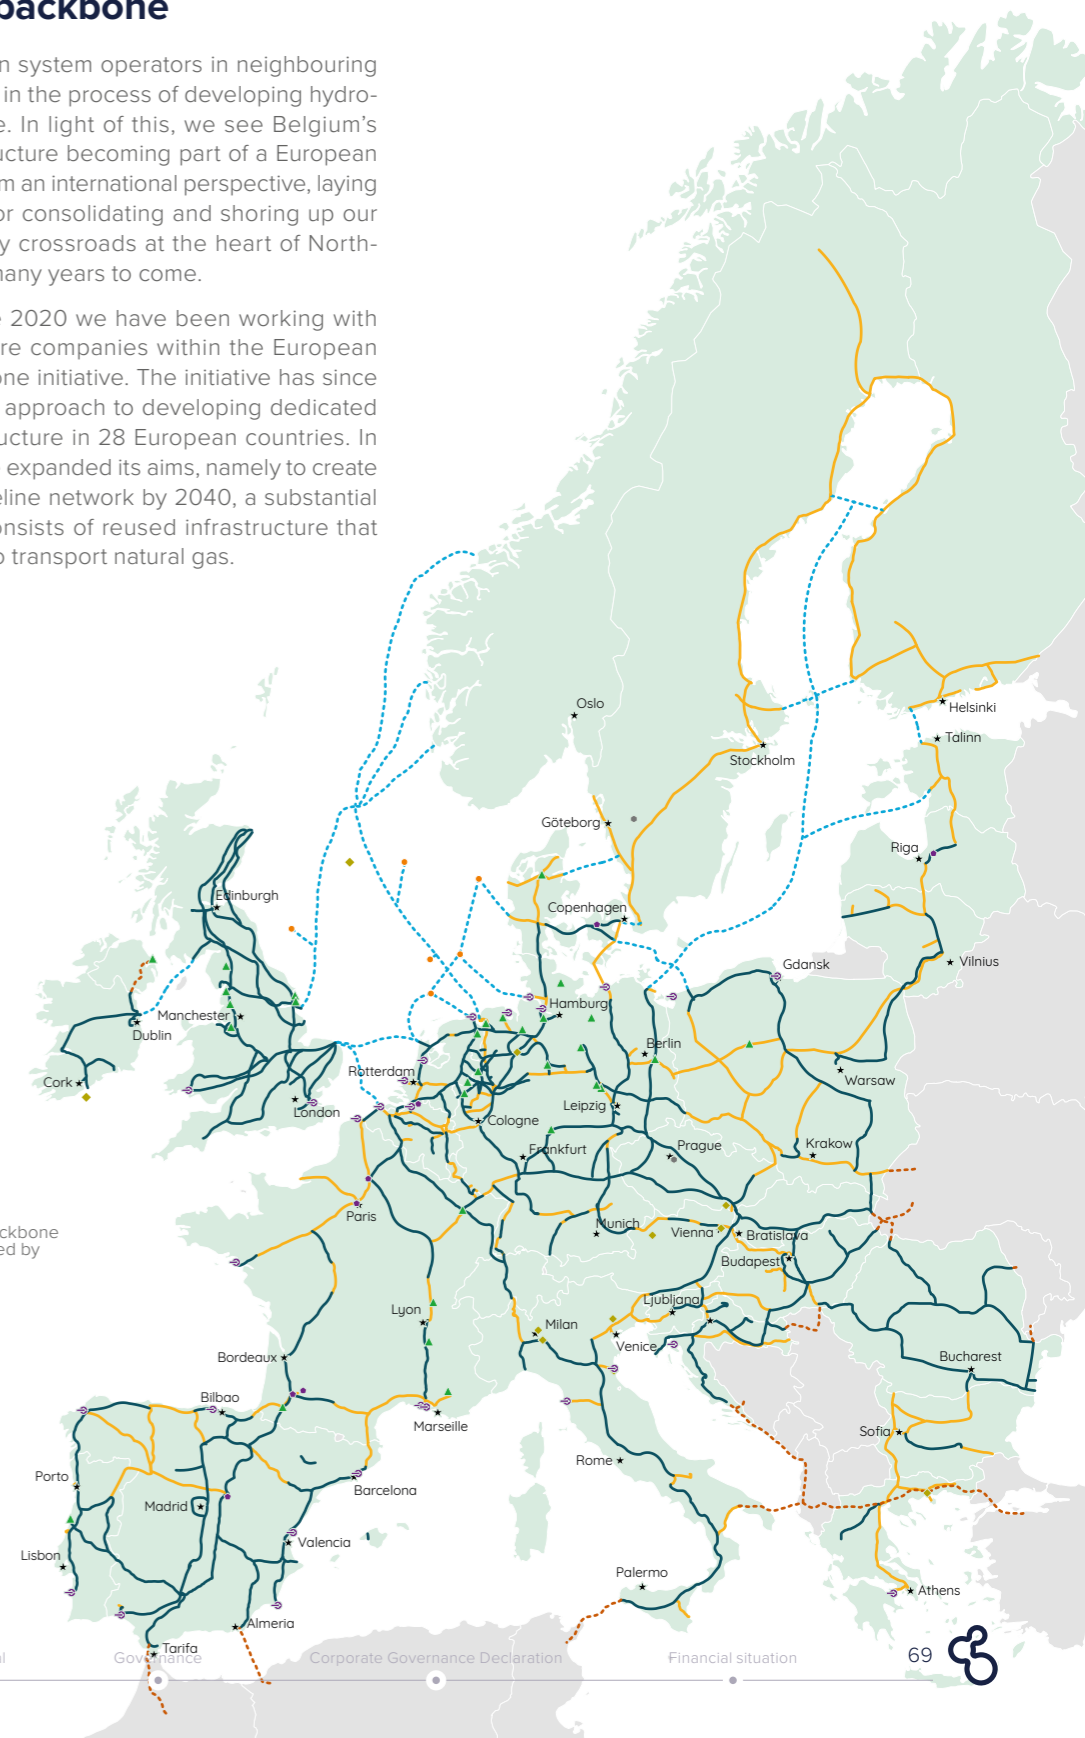 backbone
n system operators in neighbouring
in the process of developing hydro-
e. In light of this, we see Belgium's
ucture becoming part of a European
m an international perspective, laying
or consolidating and shoring up our
y crossroads at the heart of North-
many years to come.
e 2020 we have been working with
re companies within the European
one initiative. The initiative has since
approach to developing dedicated
ucture in 28 European countries. In
expanded its aims, namely to create
eline network by 2040, a substantial
onsists of reused infrastructure that
o transport natural gas.
Oslo
Helsinki
Talinn
Stockholm
Göteborg
Riga
Edinburgh
Copenhagen
Vilnius
Gdansk
Hamburg
Manchester
Dublin
Berlin
Rotterdam
Warsaw
Cork
London
Leipzig
Cologne
Frankfurt
Prague
Krakow
Paris
Munich
Vienna
Bratislava
ckbone
ed by
Budapest
Ljubljana
Lyon
Milan
Venice
Bordeaux
Bucharest
Bilbao
Marseille
Sofia
Rome
Porto
Madrid
Barcelona
Valencia
Lisbon
Palermo
Athens
Almeria
Tarifa
al
Governance
Corporate Governance Declaration
Financial situation
69